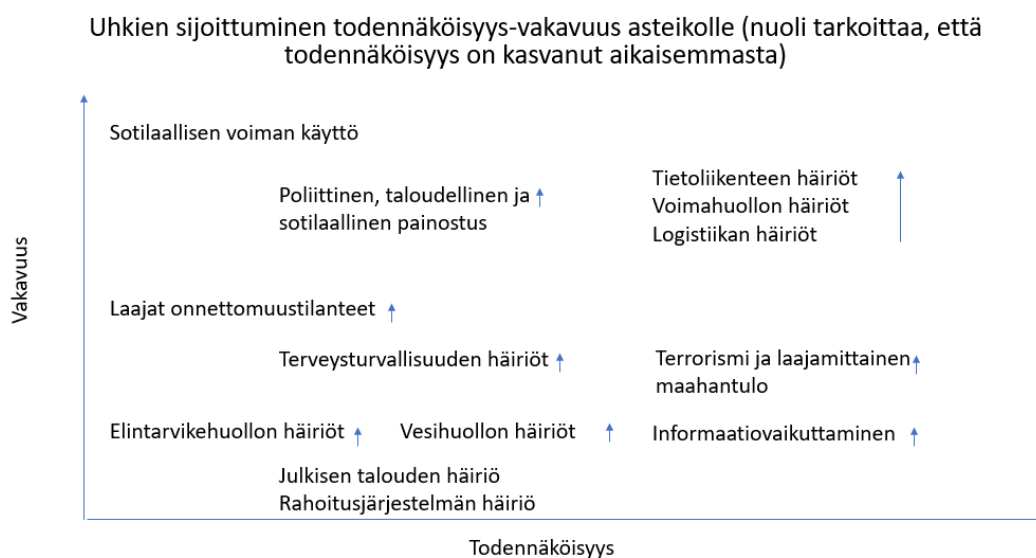 Uhkien sijoittuminen todennäköisyys-vakavuus asteikolle (nuoli tarkoittaa, että
todennäköisyys on kasvanut aikaisemmasta)
Sotilaallisen voiman käyttö
Poliittinen, taloudellinen ja
sotilaallinen painostus
Tietoliikenteen häiriöt
Voimahuollon häiriöt
Logistiikan häiriöt
Vakavuus
Laajat onnettomuustilanteet
Terveysturvallisuuden häiriöt
Terrorismi ja laajamittainen
maahantulo
Elintarvikehuollon häiriöt
Vesihuollon häiriöt
Informaatiovaikuttaminen
Julkisen talouden häiriö
Rahoitusjärjestelmän häiriö
Todennäköisyys